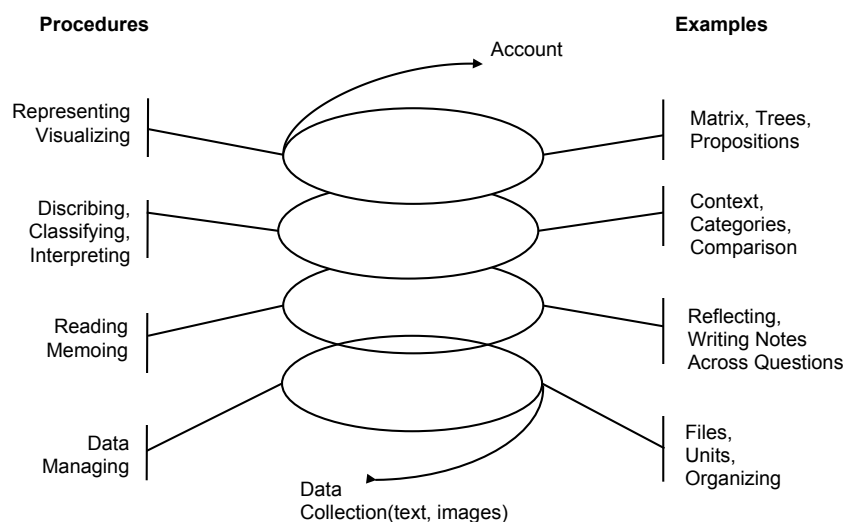 Procedures
Examples
Account
Representing
Visualizing
Matrix, Trees,
Propositions
Discribing,
Classifying,
Interpreting
Context,
Categories,
Comparison
Reading
Memoing
Reflecting,
Writing Notes
Across Questions
Data
Managing
Files,
Units,
Organizing
Data
Collection(text, images)